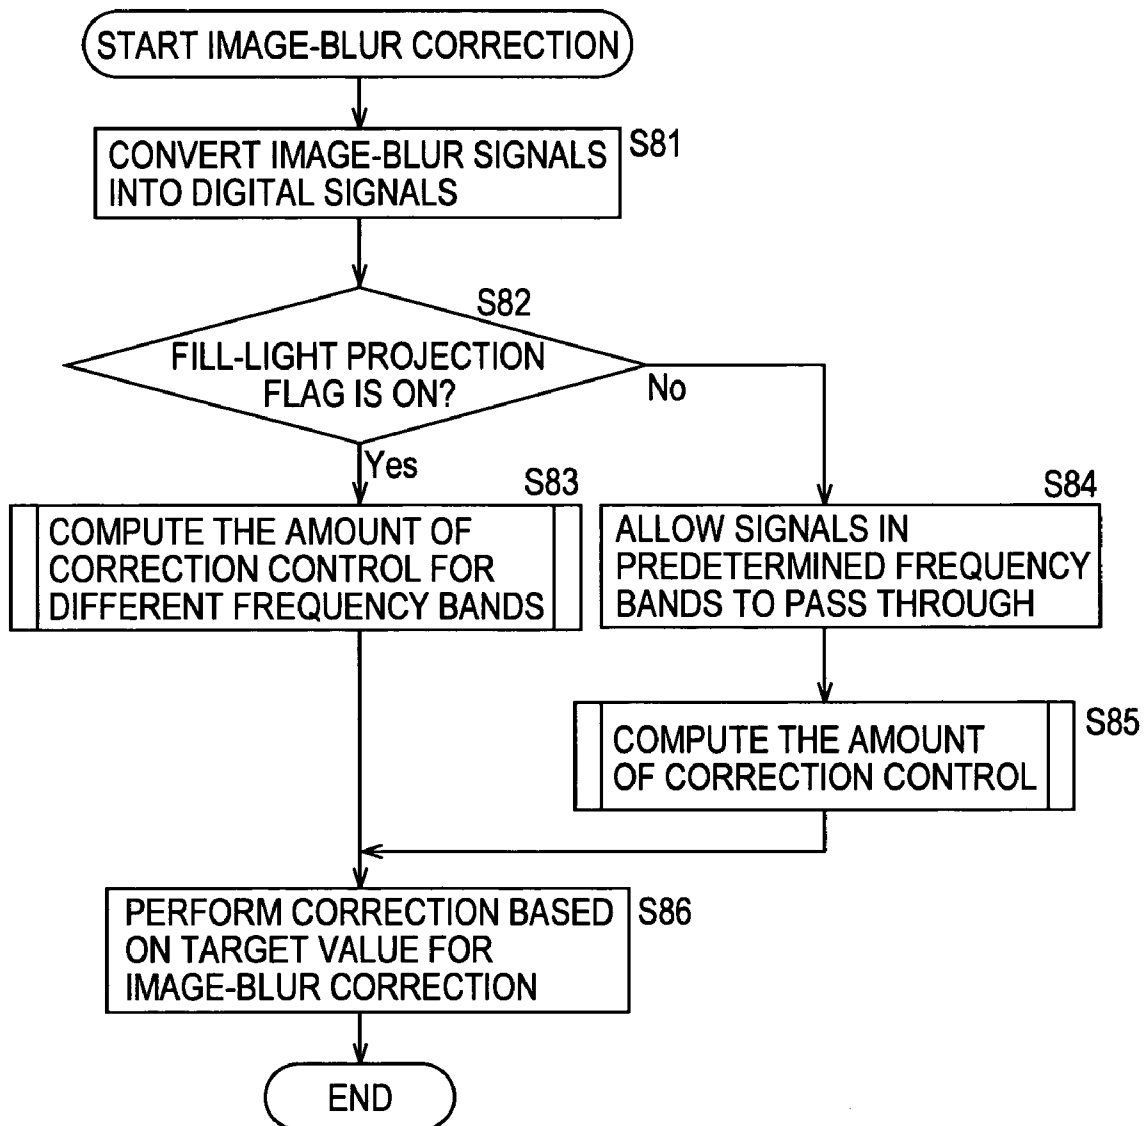 START IMAGE-BLUR CORRECTION
CONVERT IMAGE-BLUR SIGNALS
INTO DIGITAL SIGNALS
S81
S82
FILL-LIGHT PROJECTION
FLAG IS ON?
No
Yes
S83
COMPUTE THE AMOUNT OF
CORRECTION CONTROL FOR
DIFFERENT FREQUENCY BANDS
S84
ALLOW SIGNALS IN
PREDETERMINED FREQUENCY
BANDS TO PASS THROUGH
S85
COMPUTE THE AMOUNT
OF CORRECTION CONTROL
PERFORM CORRECTION BASED
ON TARGET VALUE FOR
IMAGE-BLUR CORRECTION
S86
END